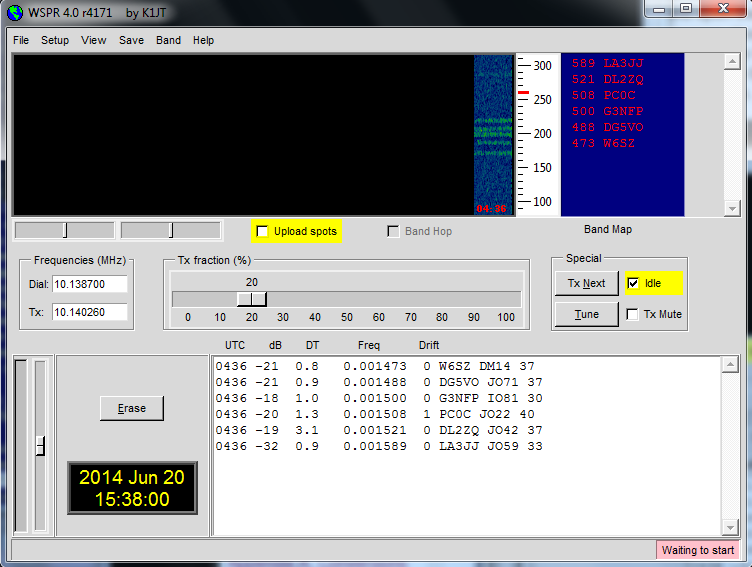 WSPR 4.0 r4171 by K1JT
File Setup View Save Band Help
300
250
200
150
100
589 LA3JJ
521 DL2ZQ
508 PC0C
500 G3NFP
488 DG5VO
473 W6SZ
Upload spots
Band Hop
Band Map
Frequencies (MHz)
Dial: 10.138700
Tx: 10.140260
Tx fraction (%)
20
0 10 20 30 40 50 60 70 80 90 100
Special
Tx Next
Idle
Tune
Tx Mute
UTC dB DT Freq Drift
0436 -21 0.8 0.001473 0 W6SZ DM14 37
0436 -21 0.9 0.001488 0 DG5VO JO71 37
0436 -18 1.0 0.001500 0 G3NFP IO81 30
0436 -20 1.3 0.001508 1 PC0C JO22 40
0436 -19 3.1 0.001521 0 DL2ZQ JO42 37
0436 -32 0.9 0.001589 0 LA3JJ JO59 33
Erase
2014 Jun 20
15:38:00
Waiting to start